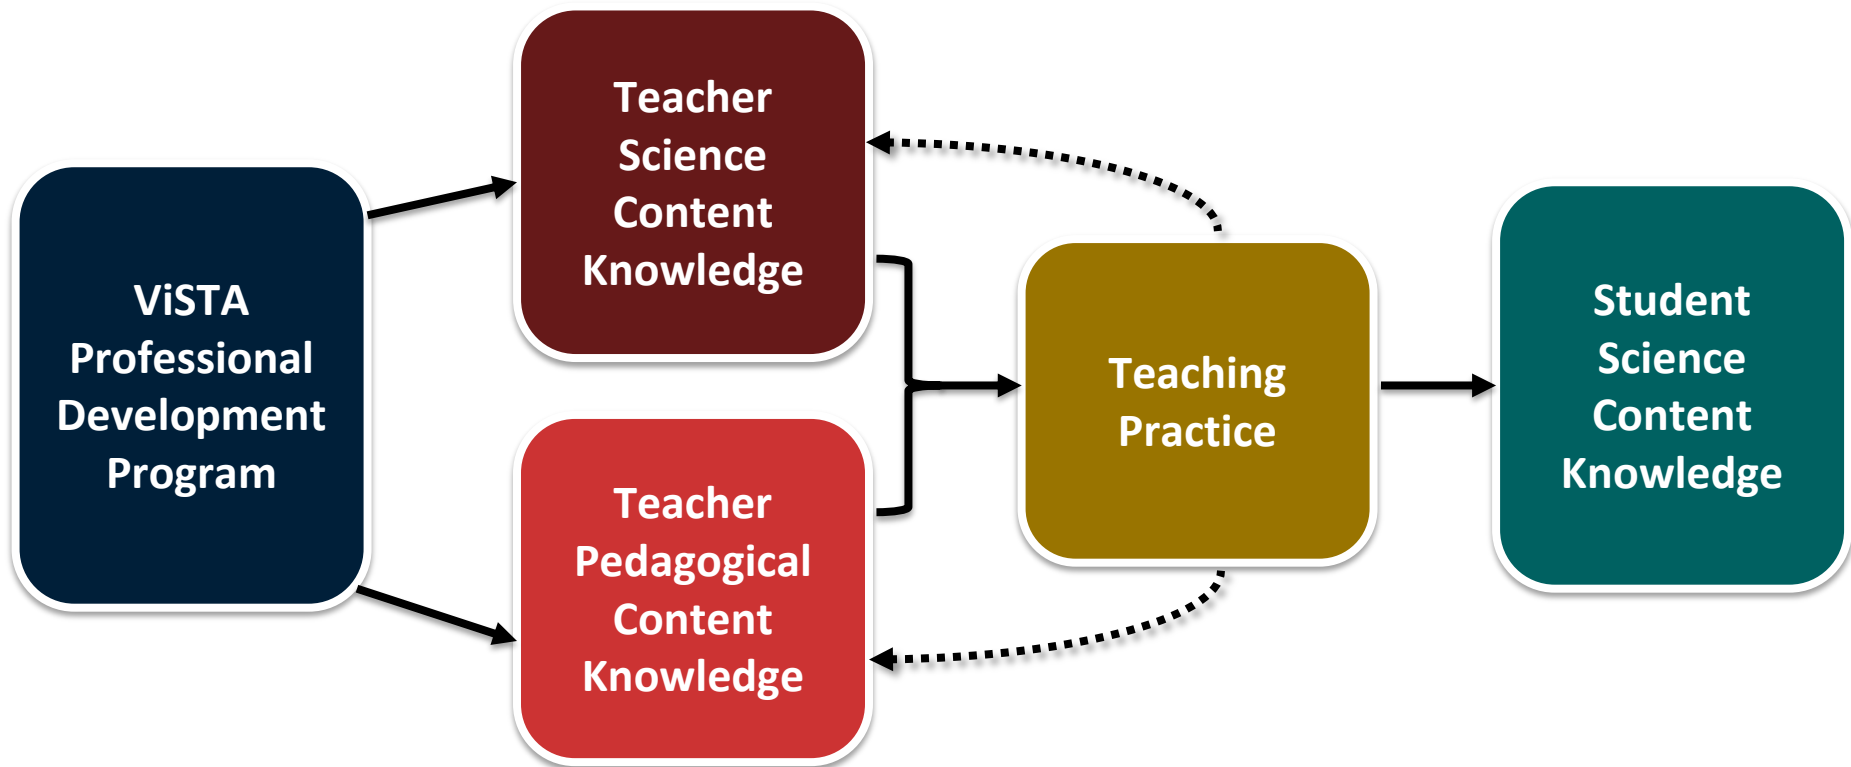 ViSTA
Professional
Development
Program
Teacher
Science
Content
Knowledge
Teacher
Pedagogical
Content
Knowledge
Teaching
Practice
Student
Science
Content
Knowledge